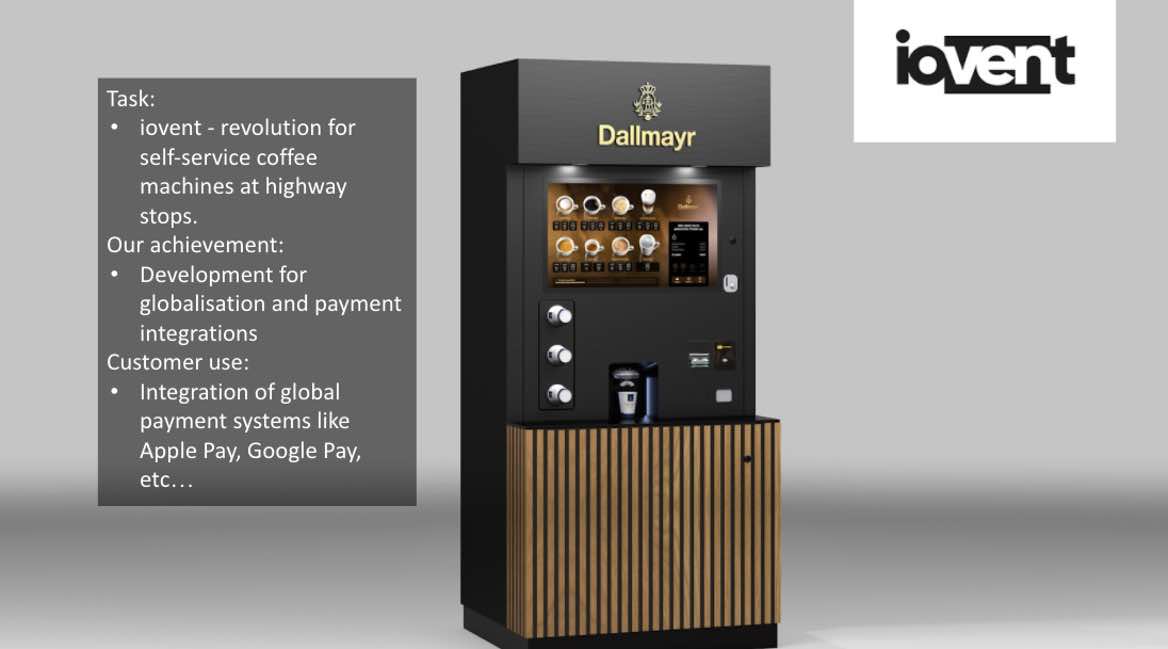 Task:
• iovent - revolution for
self-service coffee
machines at highway
stops.
Our achievement:
• Development for
globalisation and payment
integrations
Customer use:
• Integration of global
payment systems like
Apple Pay, Google Pay,
etc…
iovent
Dallmayr
Dallmayr